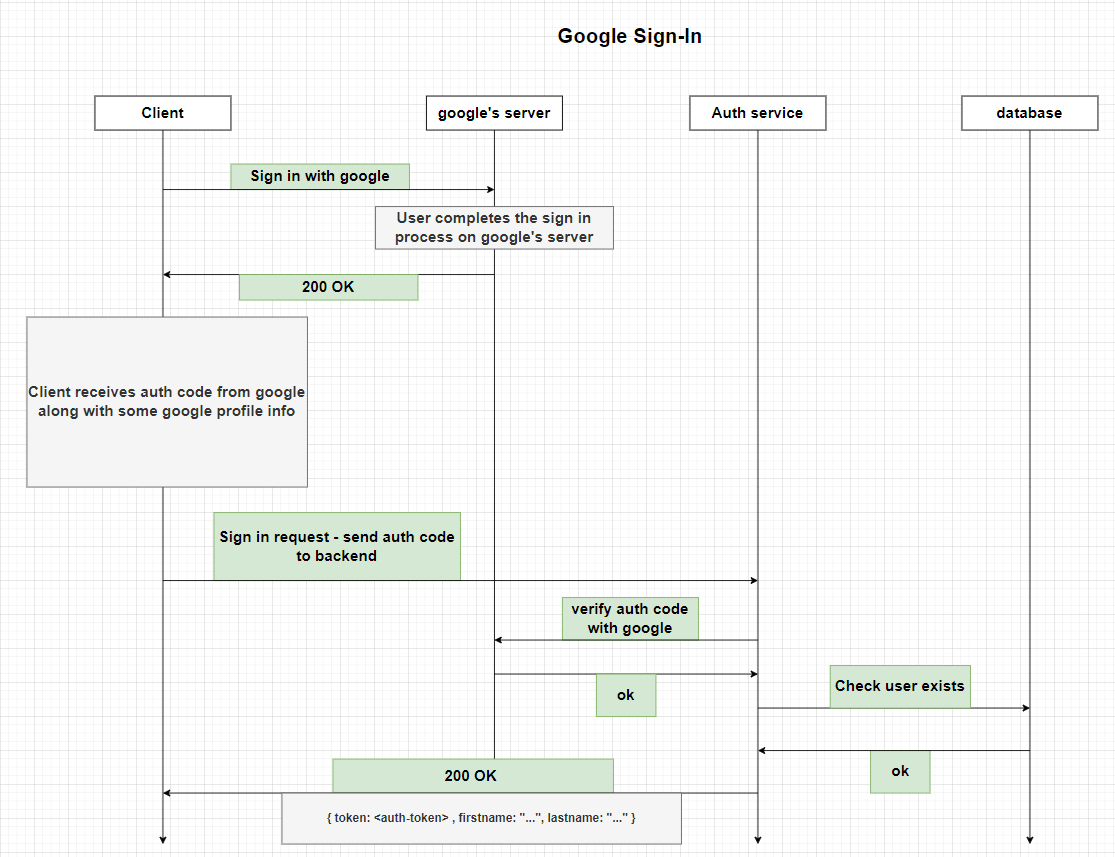 Google Sign-In
Client
google's server
Auth service
database
Sign in with google
User completes the sign in
process on google's server
200 OK
Client receives auth code from google
along with some google profile info
Sign in request - send auth code
to backend
verify auth code
with google
ok
Check user exists
ok
200 OK
{ token: <auth-token> , firstname: "...", lastname: "..." }